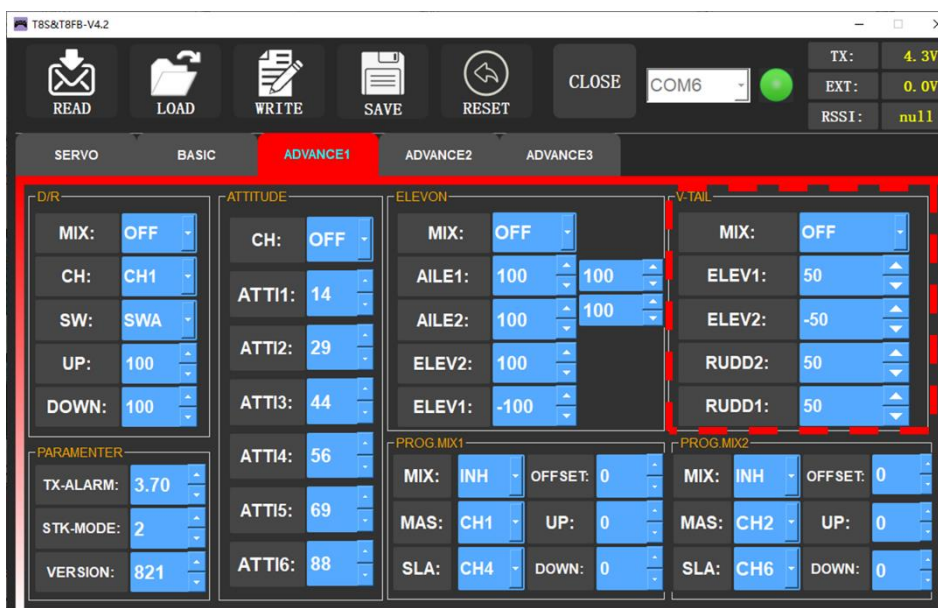 T8S&T8FB-V4.2
READ LOAD WRITE SAVE RESET CLOSE COM6
TX: 4.3V
EXT: 0.0V
RSSI: null
SERVO BASIC ADVANCE1 ADVANCE2 ADVANCE3
D/R
MIX: OFF
CH: CH1
SW: SWA
UP: 100
DOWN: 100
PARAMENTER
TX-ALARM: 3.70
STK-MODE: 2
VERSION: 821
ATTITUDE
CH: OFF
ATTI1: 14
ATTI2: 29
ATTI3: 44
ATTI4: 56
ATTI5: 69
ATTI6: 88
ELEVON
MIX: OFF
AILE1: 100 100
AILE2: 100 100
ELEV2: 100
ELEV1: -100
V-TAIL
MIX: OFF
ELEV1: 50
ELEV2: -50
RUDD2: 50
RUDD1: 50
PROG.MIX1
MIX: INH OFFSET: 0
MAS: CH1 UP: 0
SLA: CH4 DOWN: 0
PROG.MIX2
MIX: INH OFFSET: 0
MAS: CH2 UP: 0
SLA: CH6 DOWN: 0